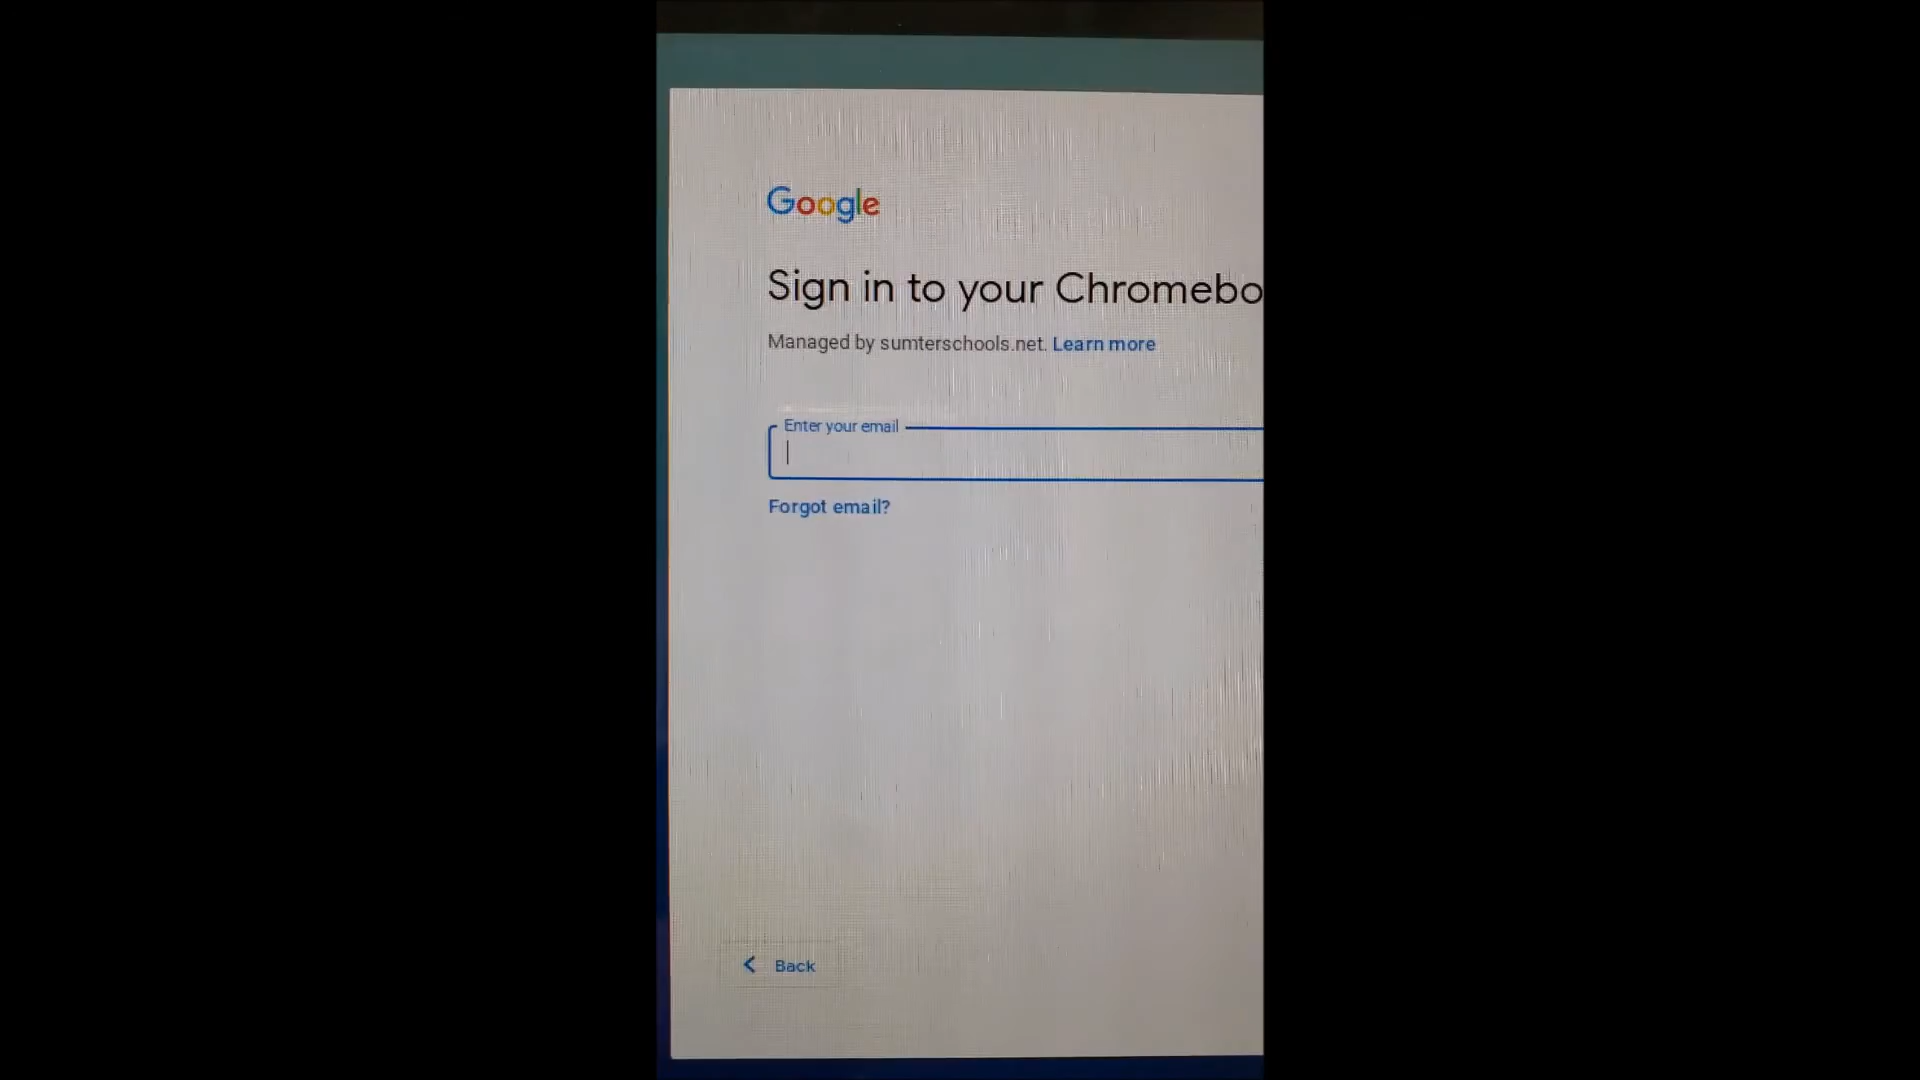 Google
Sign in to your Chromebo
Managed by sumterschools.net. Learn more
Enter your email
Forgot email?
Back